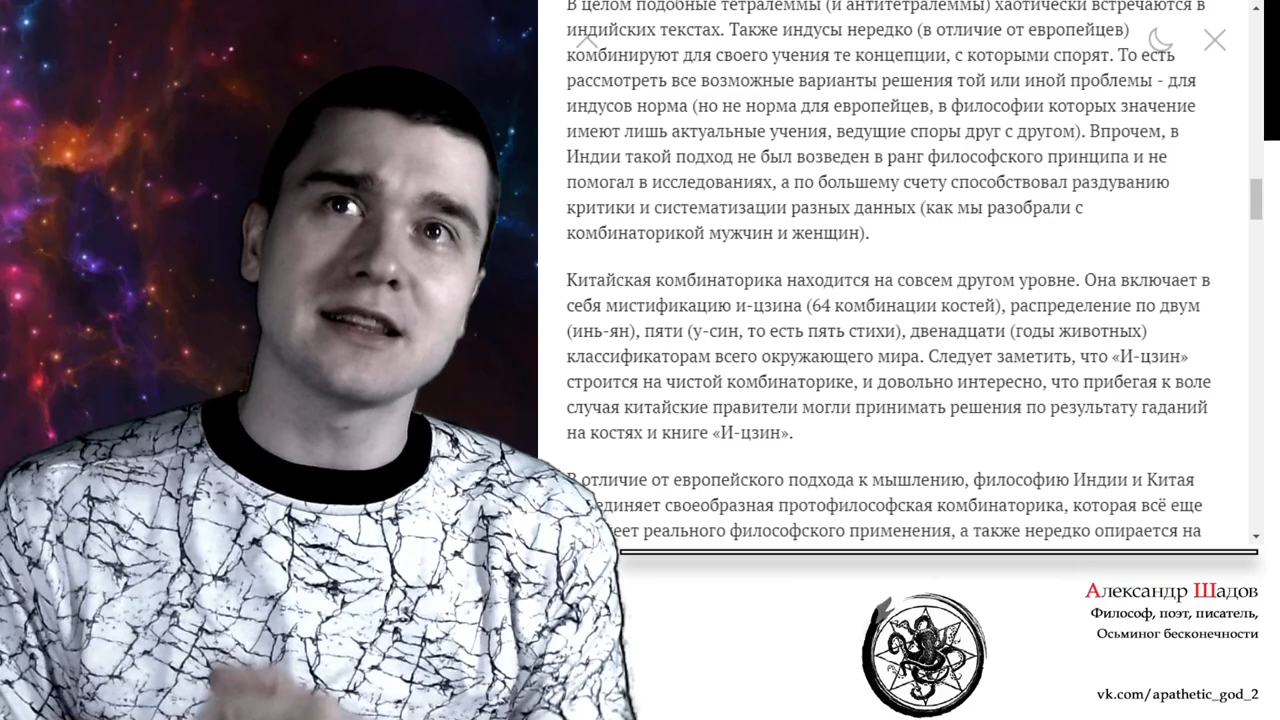 В целом подобные тетралеммы (и антитетралеммы) хаотически встречаются в
индийских текстах. Также индусы нередко (в отличие от европейцев)
комбинируют для своего учения те концепции, с которыми спорят. То есть
рассмотреть все возможные варианты решения той или иной проблемы - для
индусов норма (но не норма для европейцев, в философии которых значение
имеют лишь актуальные учения, ведущие споры друг с другом). Впрочем, в
Индии такой подход не был возведен в ранг философского принципа и не
помогал в исследованиях, а по большему счету способствовал раздуванию
критики и систематизации разных данных (как мы разобрали с
комбинаторикой мужчин и женщин).
Китайская комбинаторика находится на совсем другом уровне. Она включает в
себя мистификацию и-цзина (64 комбинации костей), распределение по двум
(инь-ян), пяти (у-син, то есть пять стихи), двенадцати (годы животных)
классификаторам всего окружающего мира. Следует заметить, что «И-цзин»
строится на чистой комбинаторике, и довольно интересно, что прибегая к воле
случая китайские правители могли принимать решения по результату гаданий
на костях и книге «И-цзин».
отличие от европейского подхода к мышлению, философию Индии и Китая
своеобразная протофилософская комбинаторика, которая всё еще
реального философского применения, а также нередко опирается на
Александр Шадов
Философ, поэт, писатель,
Осьминог бесконечности
vk.com/apathetic_god_2